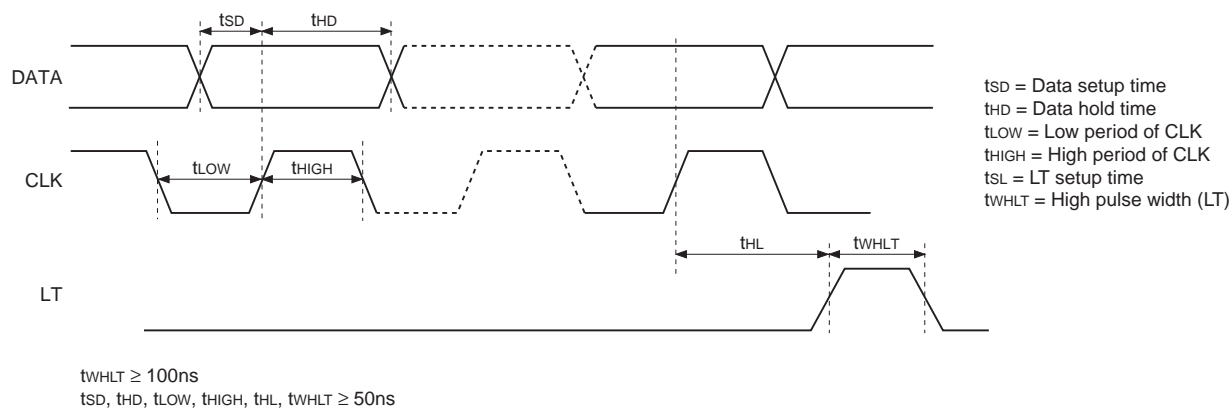 tSD
tHD
DATA
tSD = Data setup time
tHD = Data hold time
tLOW = Low period of CLK
tHIGH = High period of CLK
tSL = LT setup time
tWHLT = High pulse width (LT)
tLOW
tHIGH
CLK
tHL
tWHLT
LT
tWHLT ≥ 100ns
tSD, tHD, tLOW, tHIGH, tHL, tWHLT ≥ 50ns